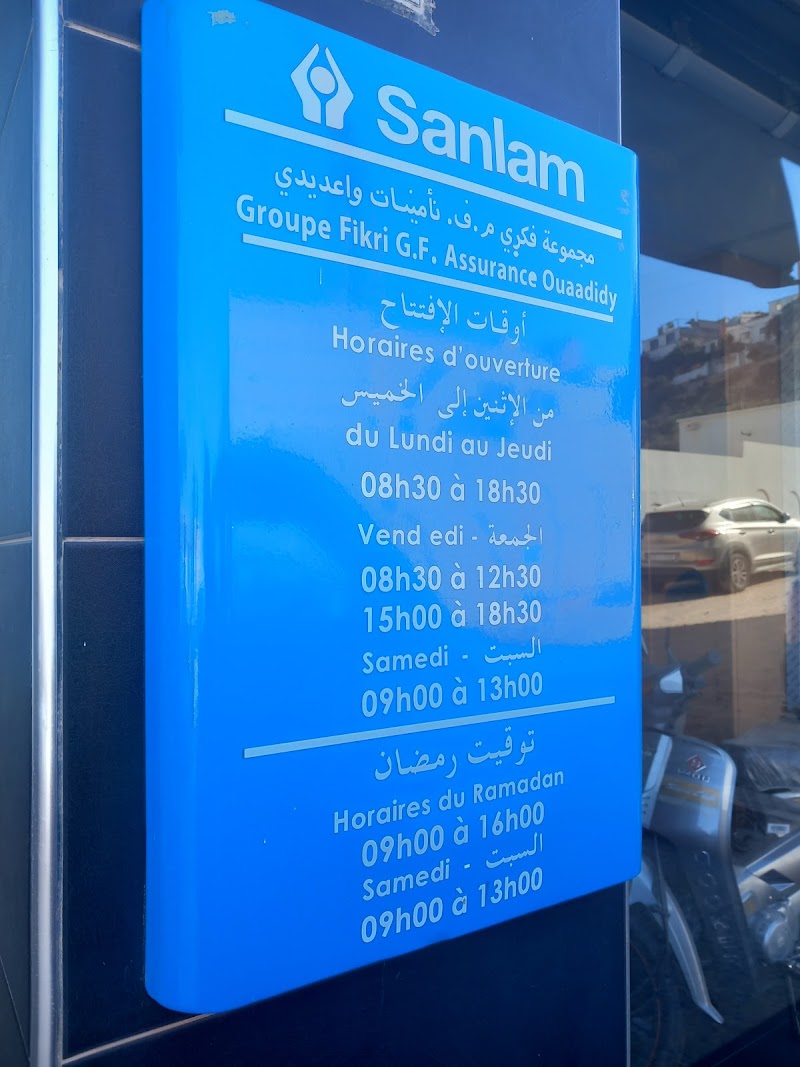 Sanlam
مجموعة فكري م.ف. تأمينات واعديدي
Groupe Fikri G.F. Assurance Ouaadidy
أوقات الإفتتاح
Horaires d'ouverture
من الإثنين إلى الخميس
du Lundi au Jeudi
08h30 à 18h30
Vend edi - الجمعة
08h30 à 12h30
15h00 à 18h30
Samedi - السبت
09h00 à 13h00
توقيت رمضان
Horaires du Ramadan
09h00 à 16h00
Samedi - السبت
09h00 à 13h00